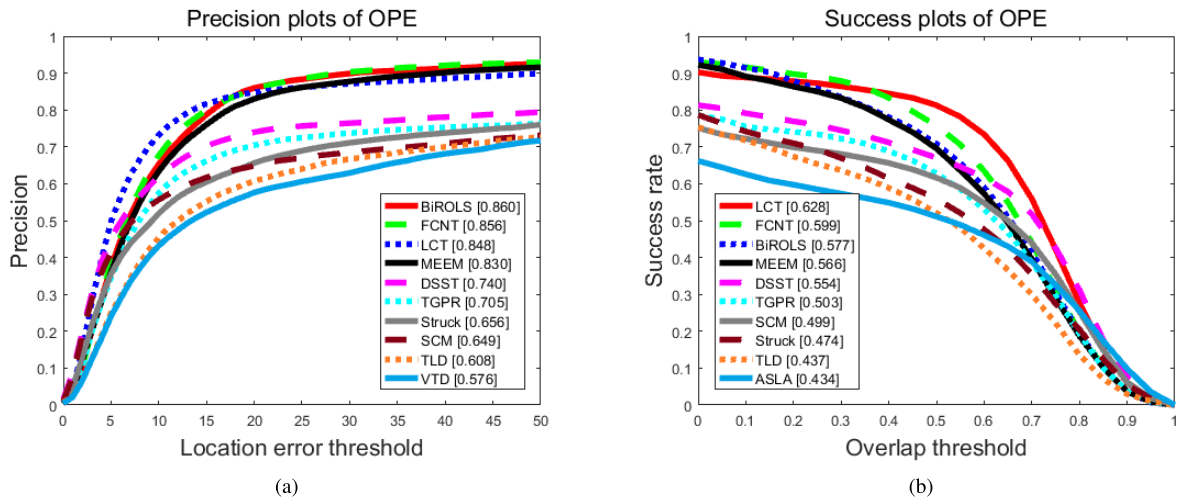 Precision plots of OPE
1
0.9
0.8
0.7
0.6
0.5
0.4
0.3
0.2
0.1
0
Precision
BiROLS [0.860]
FCNT [0.856]
LCT [0.848]
MEEM [0.830]
DSST [0.740]
TGPR [0.705]
Struck [0.656]
SCM [0.649]
TLD [0.608]
VTD [0.576]
0 5 10 15 20 25 30 35 40 45 50
Location error threshold
(a)
Success plots of OPE
1
0.9
0.8
0.7
0.6
0.5
0.4
0.3
0.2
0.1
0
Success rate
LCT [0.628]
FCNT [0.599]
BiROLS [0.577]
MEEM [0.566]
DSST [0.554]
TGPR [0.503]
SCM [0.499]
Struck [0.474]
TLD [0.437]
ASLA [0.434]
0 0.1 0.2 0.3 0.4 0.5 0.6 0.7 0.8 0.9 1
Overlap threshold
(b)